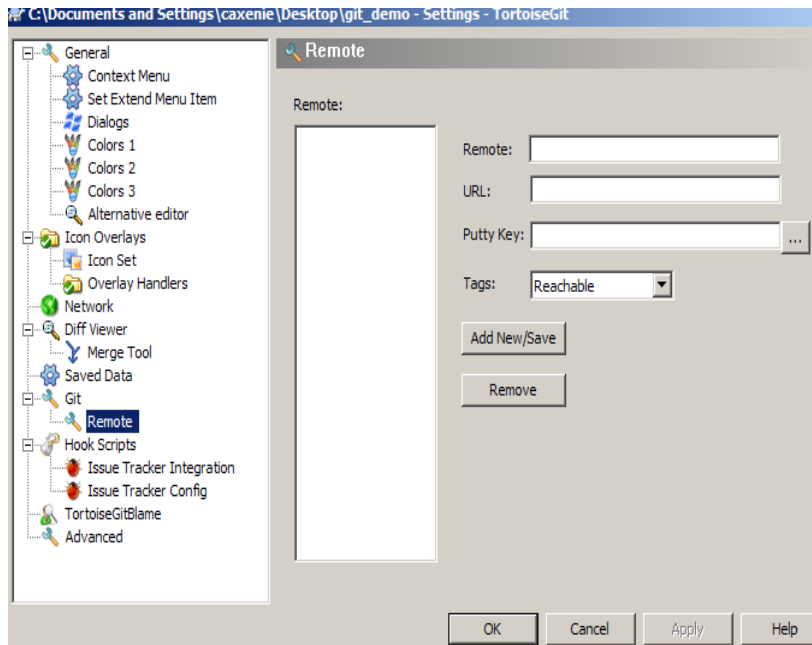 C:\Documents and Settings\caxenie\Desktop\git_demo - Settings - TortoiseGit
General
Context Menu
Set Extend Menu Item
Dialogs
Colors 1
Colors 2
Colors 3
Alternative editor
Icon Overlays
Icon Set
Overlay Handlers
Network
Diff Viewer
Merge Tool
Saved Data
Git
Remote
Hook Scripts
Issue Tracker Integration
Issue Tracker Config
TortoiseGitBlame
Advanced
Remote
Remote:
Remote:
URL:
Putty Key:
...
Tags:
Reachable
Add New/Save
Remove
OK
Cancel
Apply
Help